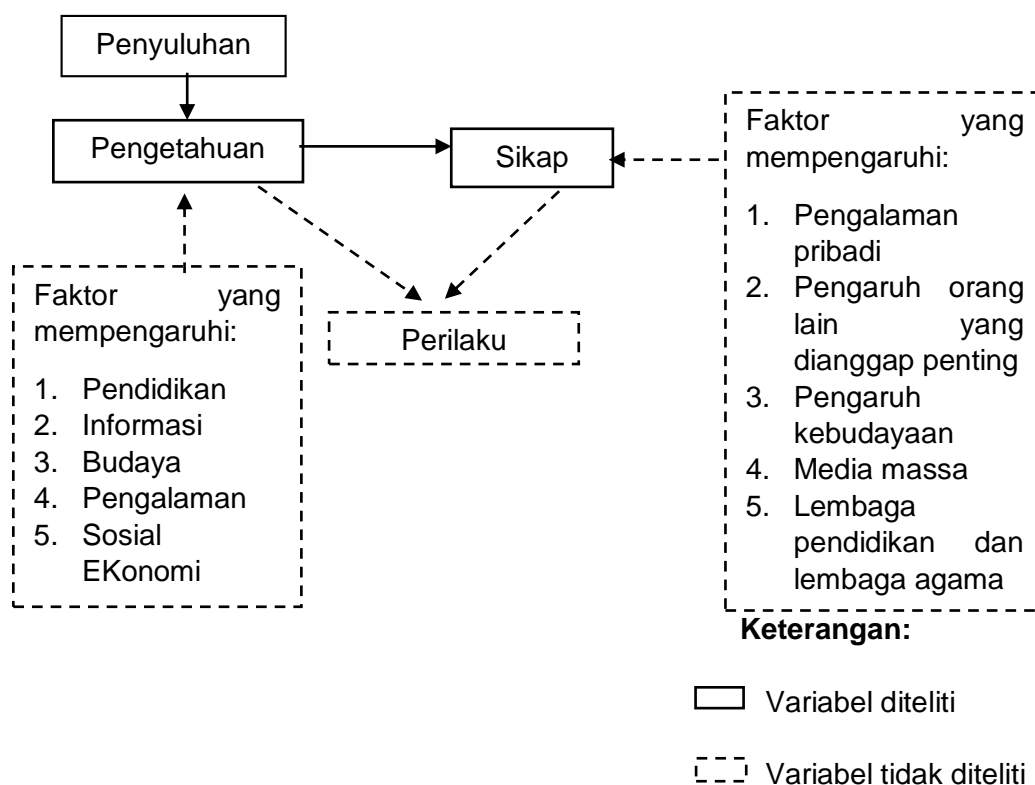 Penyuluhan
Pengetahuan
Sikap
Perilaku
Faktor yang
mempengaruhi:
1. Pendidikan
2. Informasi
3. Budaya
4. Pengalaman
5. Sosial
EKonomi
Faktor yang
mempengaruhi:
1. Pengalaman
pribadi
2. Pengaruh orang
lain yang
dianggap penting
3. Pengaruh
kebudayaan
4. Media massa
5. Lembaga
pendidikan dan
lembaga agama
Keterangan:
Variabel diteliti
Variabel tidak diteliti